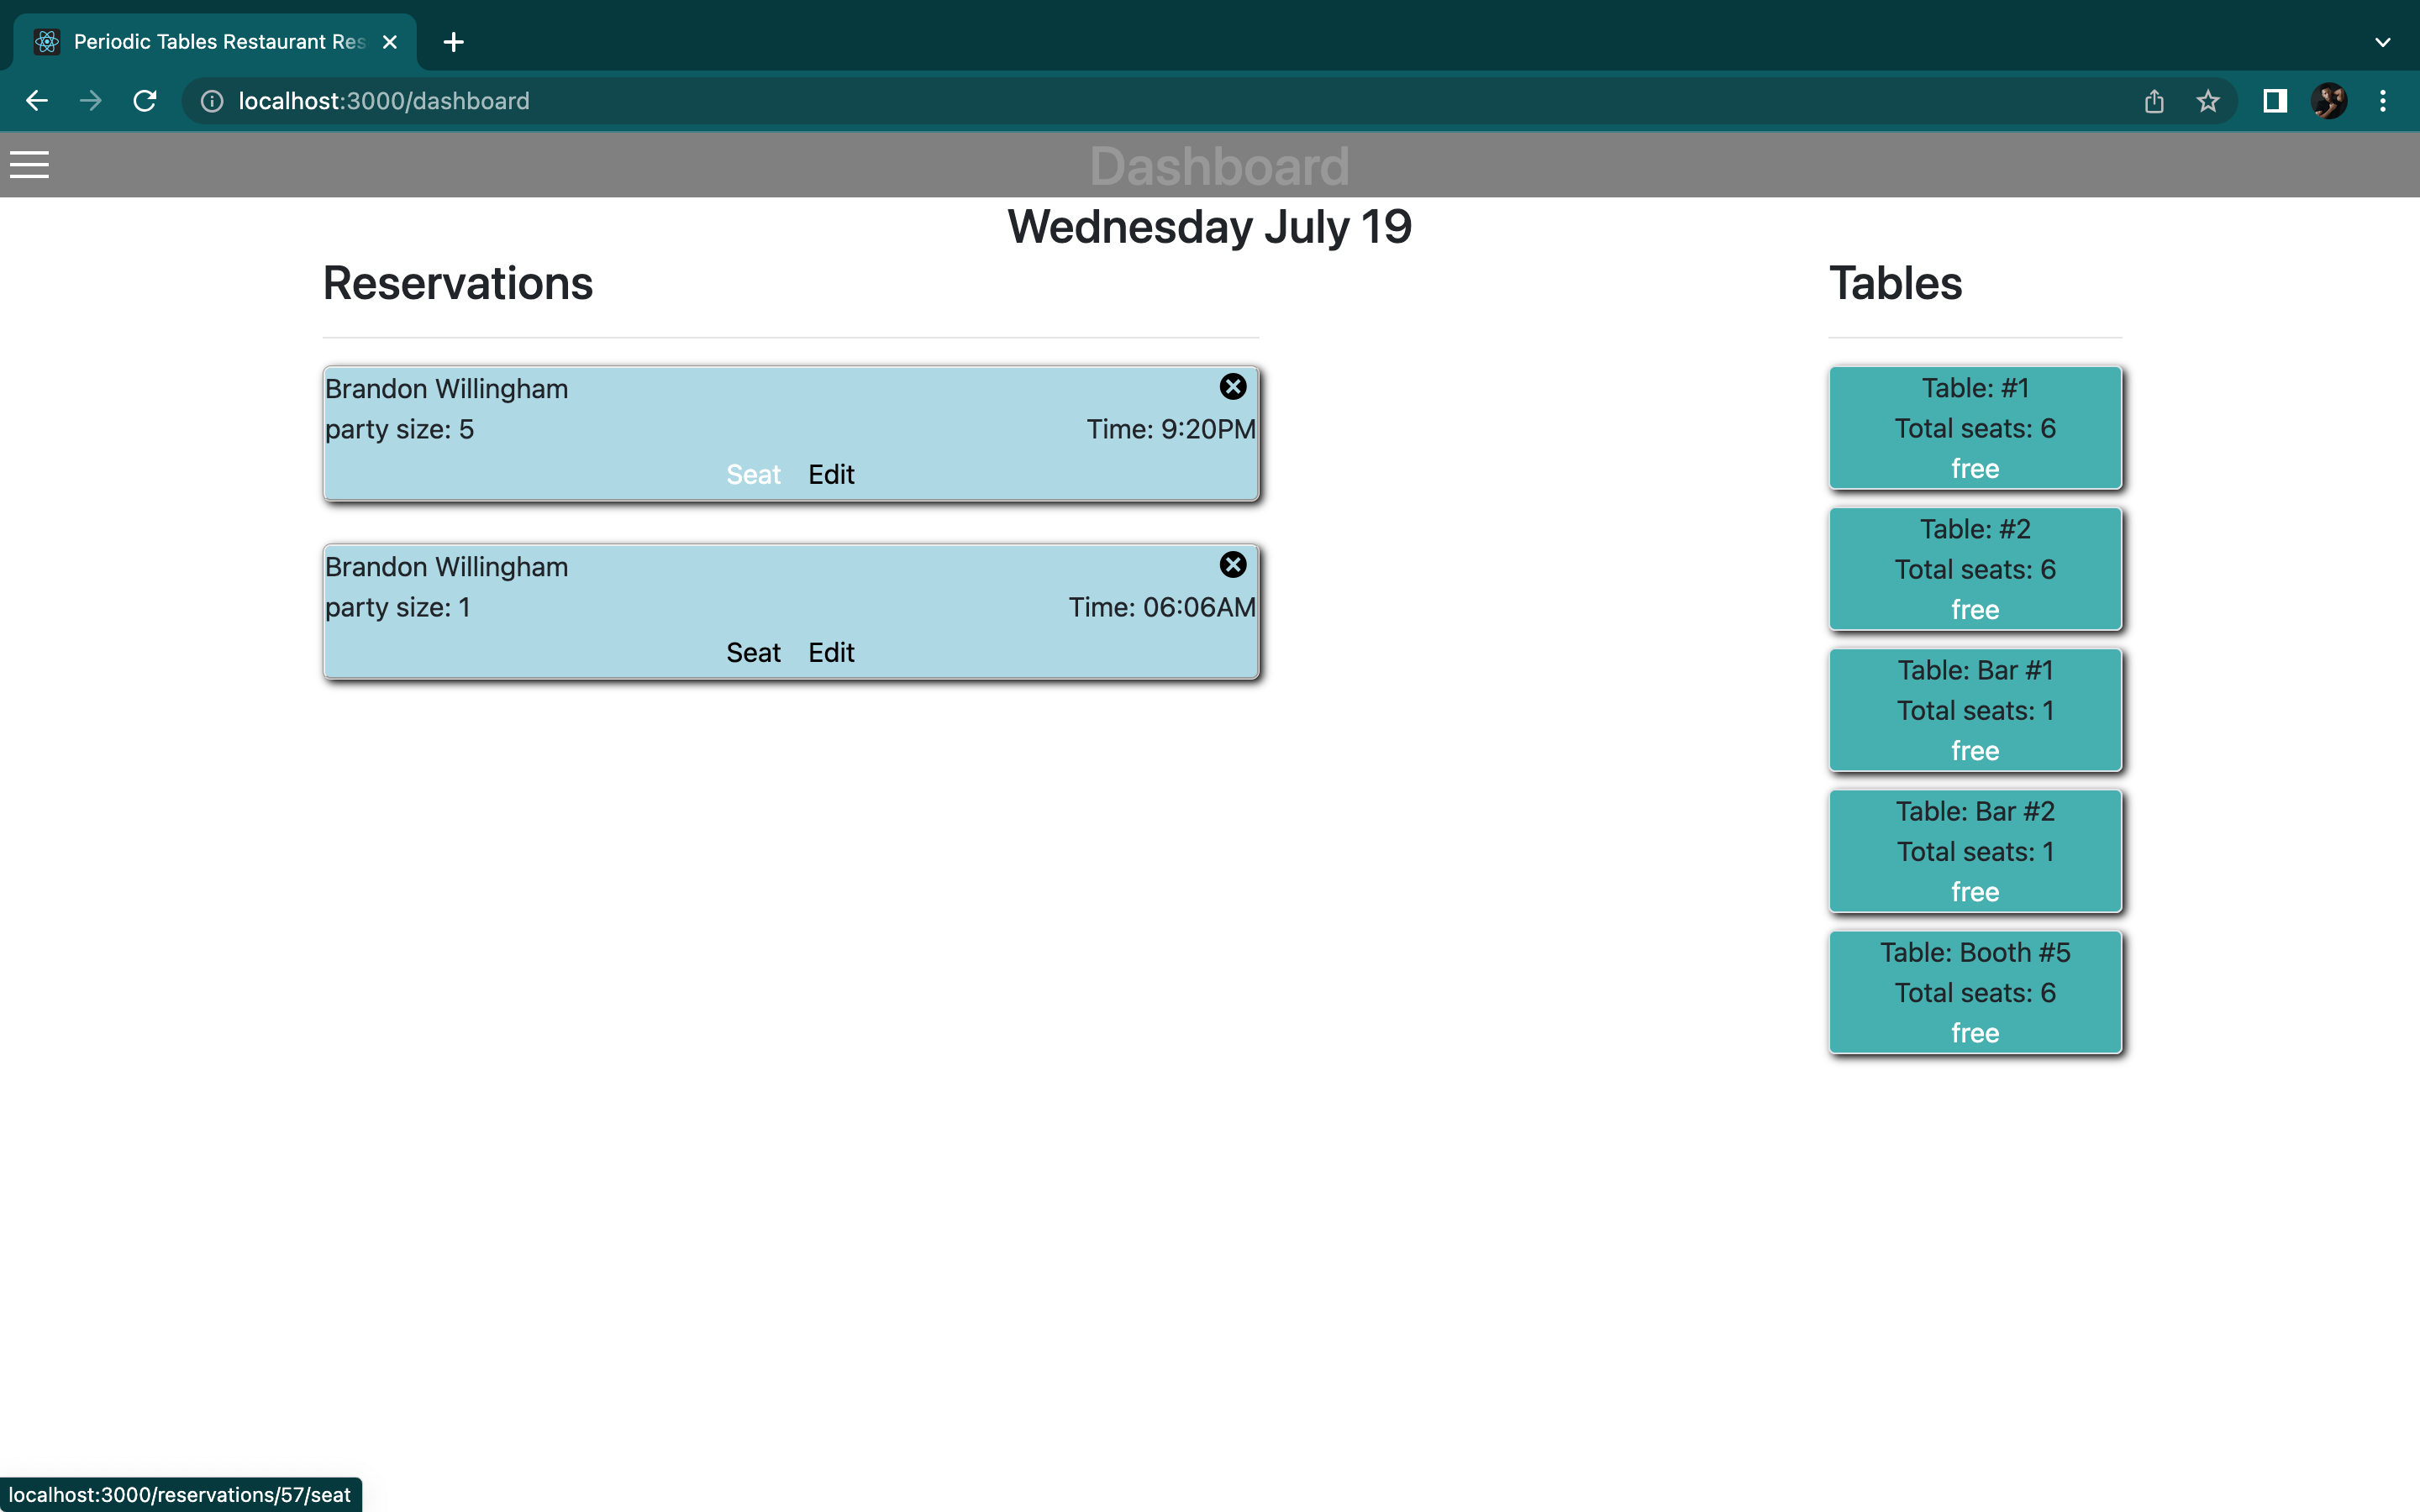 Periodic Tables Restaurant Res
localhost:3000/dashboard
Dashboard
Wednesday July 19
Reservations
Brandon Willingham
party size: 5
Time: 9:20PM
Seat Edit
Brandon Willingham
party size: 1
Time: 06:06AM
Seat Edit
Tables
Table: #1
Total seats: 6
free
Table: #2
Total seats: 6
free
Table: Bar #1
Total seats: 1
free
Table: Bar #2
Total seats: 1
free
Table: Booth #5
Total seats: 6
free
localhost:3000/reservations/57/seat